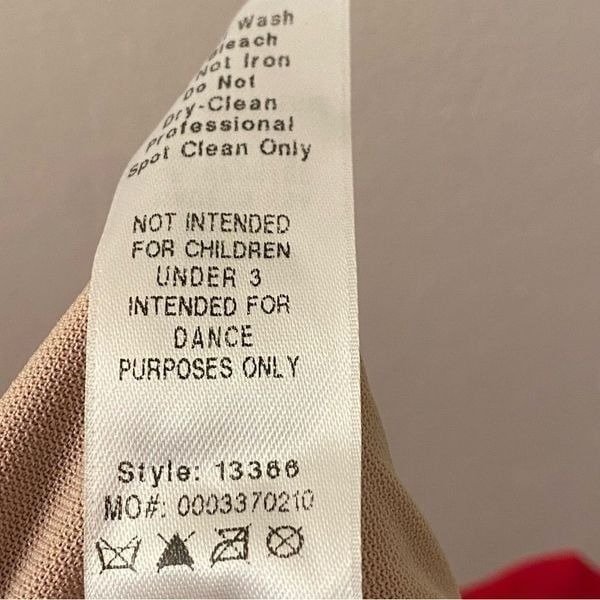 Wash
Bleach
Not Iron
Do Not
Dry-Clean
Professional
Spot Clean Only
NOT INTENDED
FOR CHILDREN
UNDER 3
INTENDED FOR
DANCE
PURPOSES ONLY
Style: 13366
MO#: 0003370210